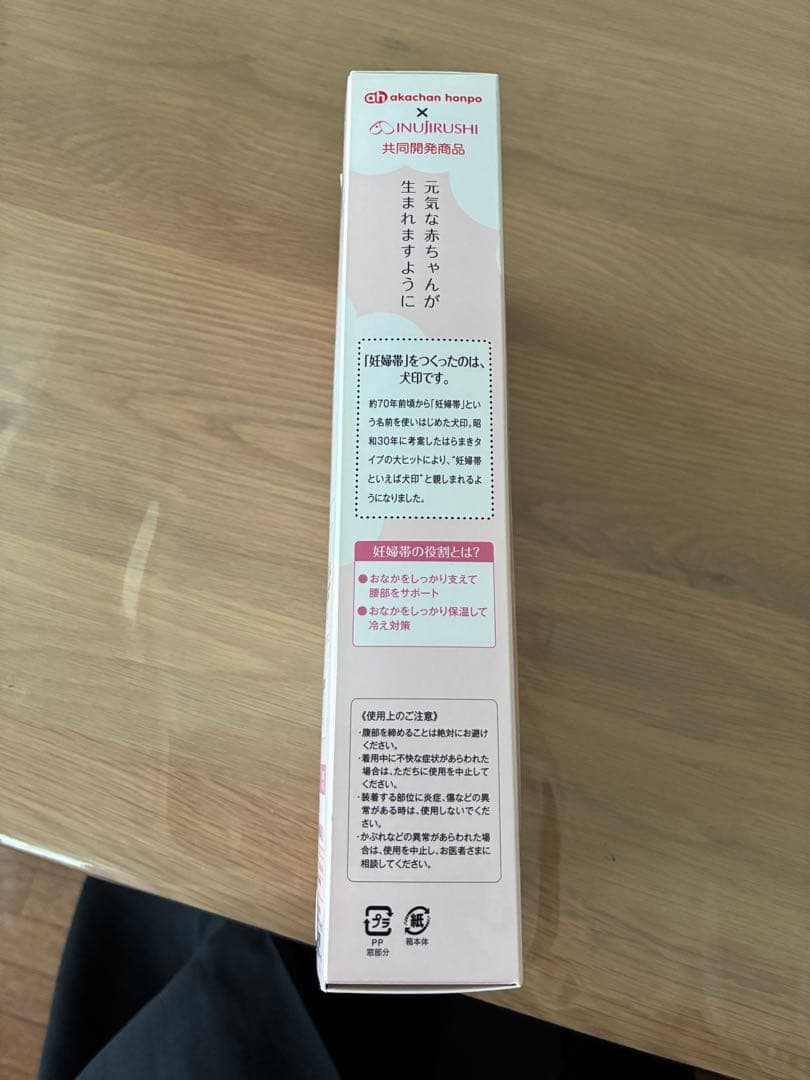 ah akachan honpo
×
INUJIRUSHI
共同開発商品
元気な赤ちゃんが
生まれますように
「妊婦帯」をつくったのは、
犬印です。
約70年前頃から「妊婦帯」とい
う名前を使いはじめた犬印。昭
和30年に考案したはらまきタ
イプの大ヒットにより、“妊婦帯
といえば犬印”と親しまれるよ
うになりました。
妊婦帯の役割とは?
●おなかをしっかり支えて
腰部をサポート
●おなかをしっかり保温して
冷え対策
《使用上のご注意》
・腹部を締めることは絶対にお避け
ください。
・着用中に不快な症状があらわれた
場合は、ただちに使用を中止して
ください。
・装着する部位に炎症、傷などの異
常がある時は、使用しないでくだ
さい。
・かぶれなどの異常があらわれた場
合は、使用を中止し、お医者さまに
相談してください。
プラ 紙
PP 箱本体
窓部分